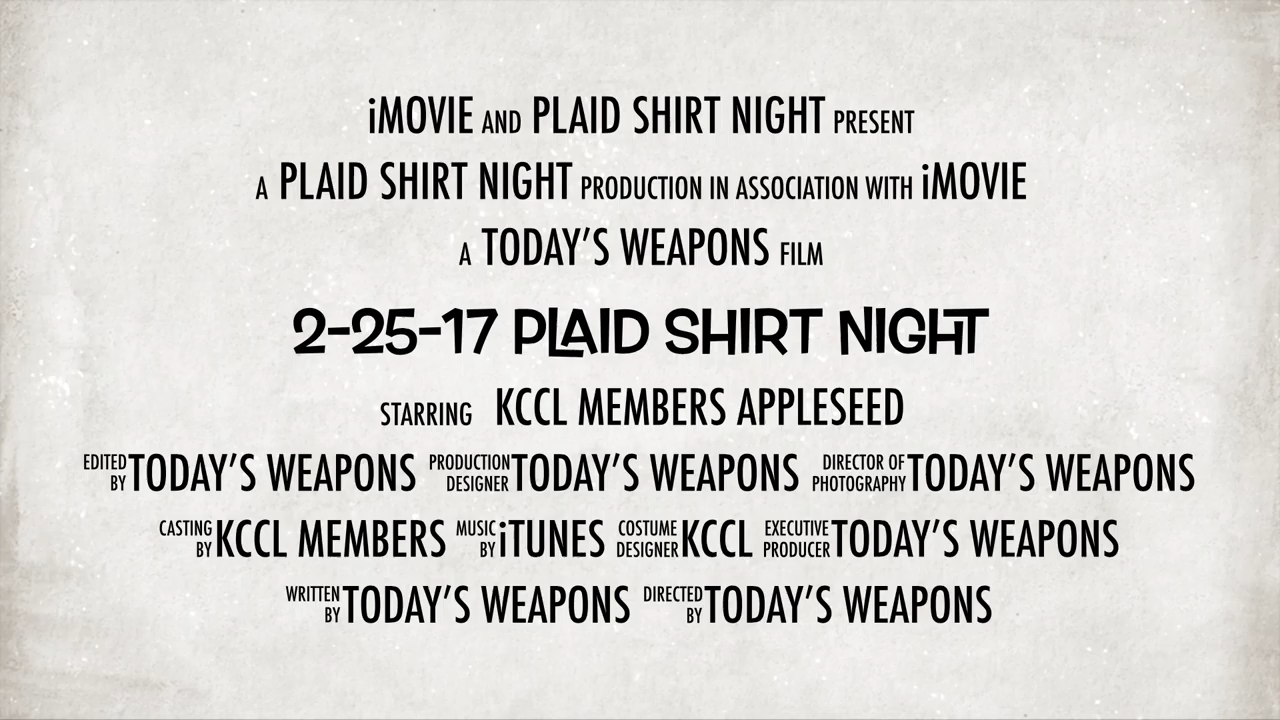 iMOVIE AND PLAID SHIRT NIGHT PRESENT
A PLAID SHIRT NIGHT PRODUCTION IN ASSOCIATION WITH iMOVIE
A TODAY'S WEAPONS FILM
2-25-17 PLAID SHIRT NIGHT
STARRING KCCL MEMBERS APPLESEED
EDITED BY TODAY'S WEAPONS PRODUCTION DESIGNER TODAY'S WEAPONS DIRECTOR OF PHOTOGRAPHY TODAY'S WEAPONS
CASTING BY KCCL MEMBERS MUSIC BY iTUNES COSTUME DESIGNER KCCL EXECUTIVE PRODUCER TODAY'S WEAPONS
WRITTEN BY TODAY'S WEAPONS DIRECTED BY TODAY'S WEAPONS